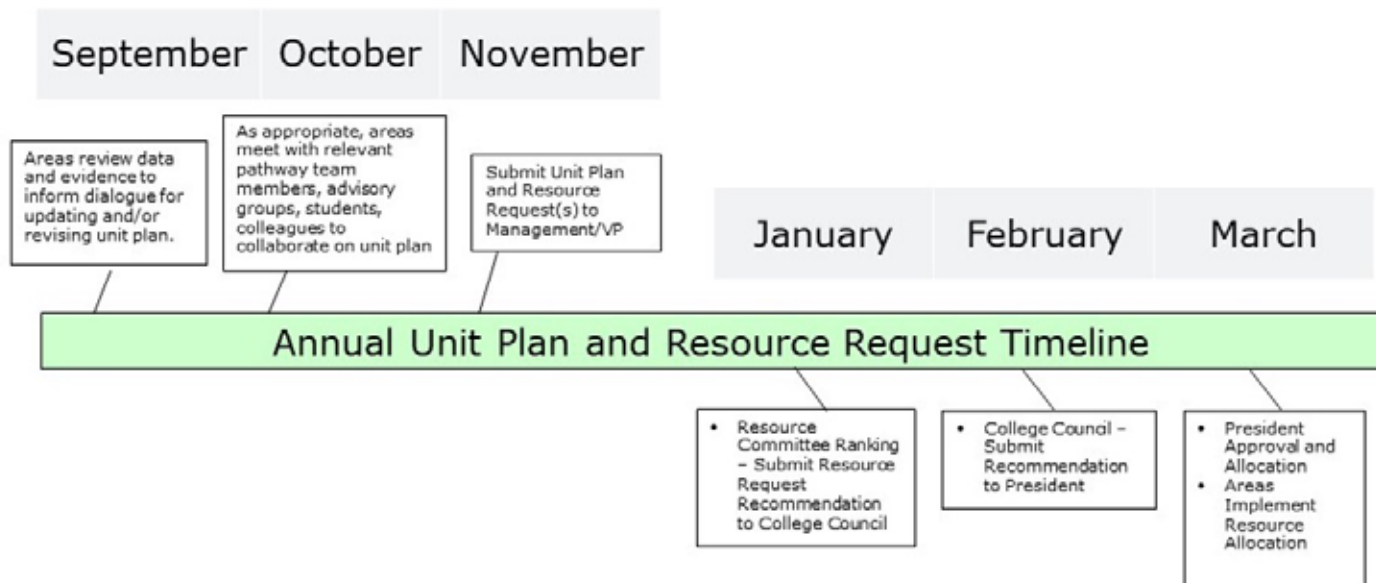 September
October
November
Areas review data
and evidence to
inform dialogue for
updating and/or
revising unit plan.
As appropriate, areas
meet with relevant
pathway team
members, advisory
groups, students,
colleagues to
collaborate on unit plan
Submit Unit Plan
and Resource
Request(s) to
Management/VP
January
February
March
Annual Unit Plan and Resource Request Timeline
• Resource
Committee Ranking
– Submit Resource
Request
Recommendation
to College Council
• College Council –
Submit
Recommendation
to President
• President
Approval and
Allocation
• Areas
Implement
Resource
Allocation